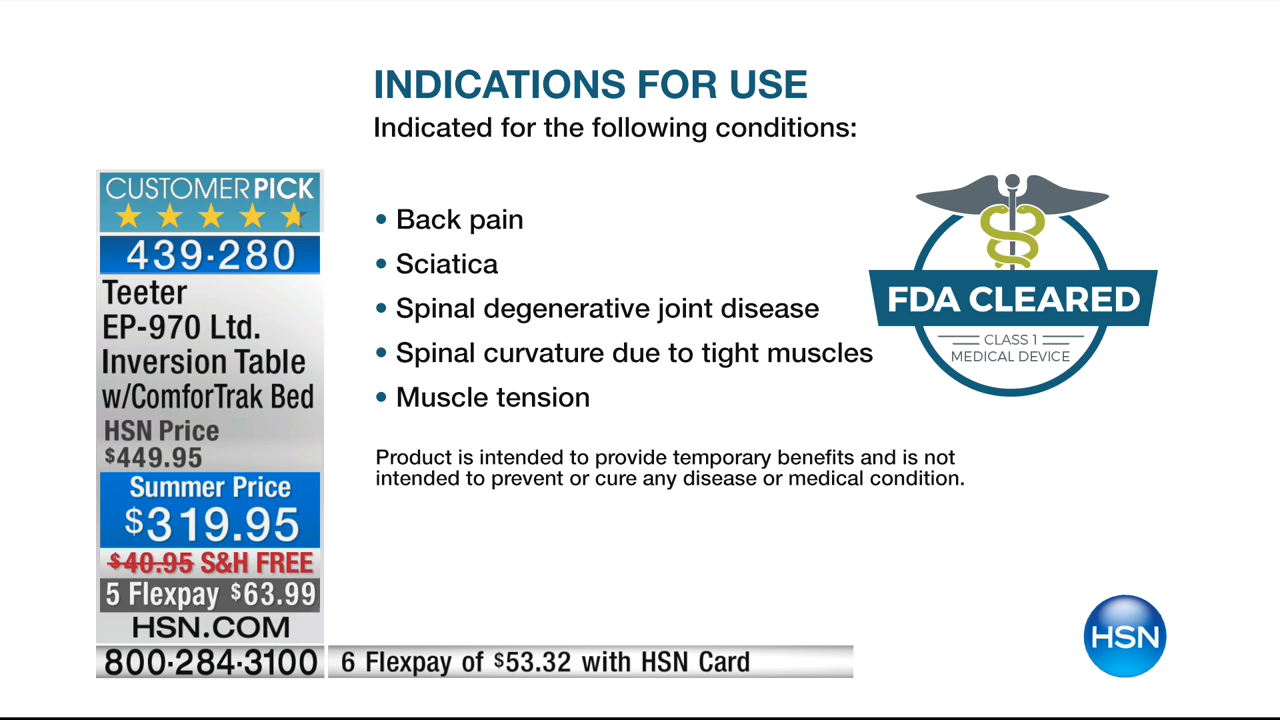 INDICATIONS FOR USE
Indicated for the following conditions:
• Back pain
• Sciatica
• Spinal degenerative joint disease
• Spinal curvature due to tight muscles
• Muscle tension
Product is intended to provide temporary benefits and is not
intended to prevent or cure any disease or medical condition.
FDA CLEARED
CLASS 1
MEDICAL DEVICE
CUSTOMER PICK
439·280
Teeter
EP-970 Ltd.
Inversion Table
w/ComforTrak Bed
HSN Price
$449.95
Summer Price
$319.95
$40.95 S&H FREE
5 Flexpay $63.99
HSN.COM
800·284·3100
6 Flexpay of $53.32 with HSN Card
HSN